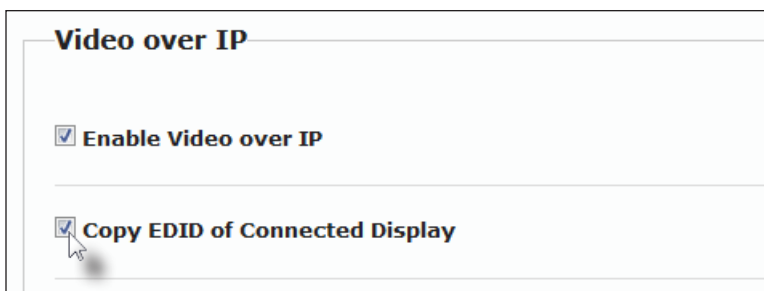 Video over IP
Enable Video over IP
Copy EDID of Connected Display